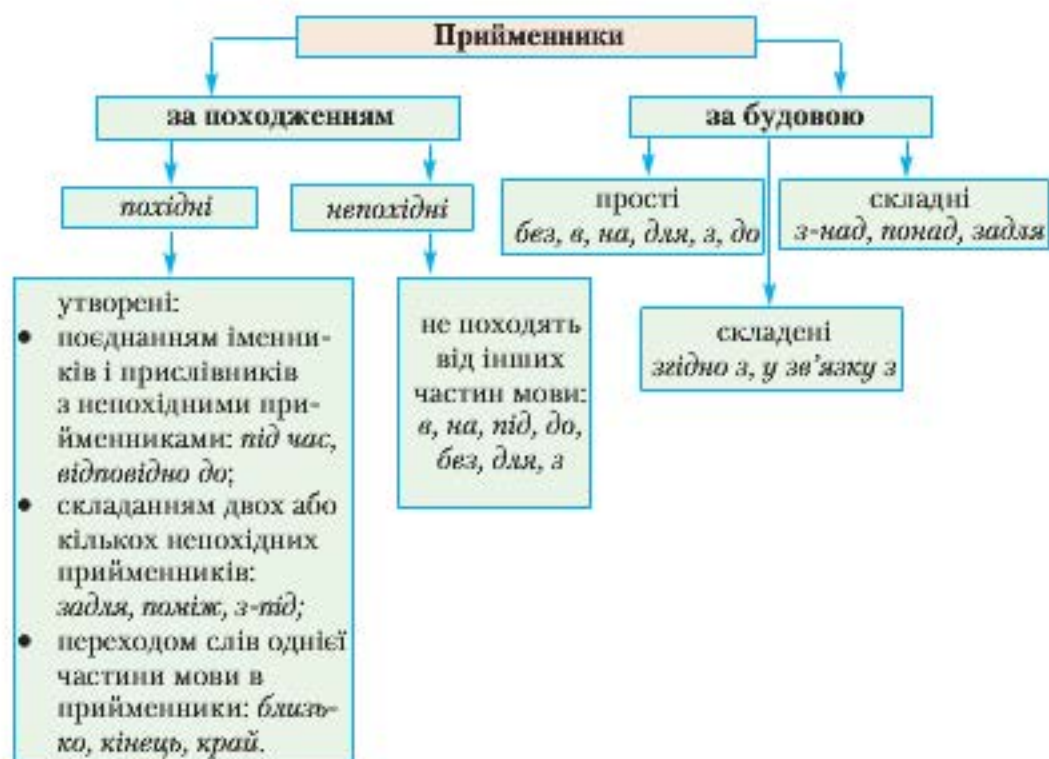 Прийменники
за походженням
за будовою
похідні
непохідні
прості
без, в, на, для, з, до
складні
з-над, понад, задля
утворені:
• поєднанням іменни-
ків і прислівників
з непохідними при-
йменниками: під час,
відповідно до;
• складанням двох або
кількох непохідних
прийменників:
задля, поміж, з-під;
• переходом слів однієї
частини мови в
прийменники: близь-
ко, кінець, край.
не походять
від інших
частин мови:
в, на, під, до,
без, для, з
складені
згідно з, у зв’язку з